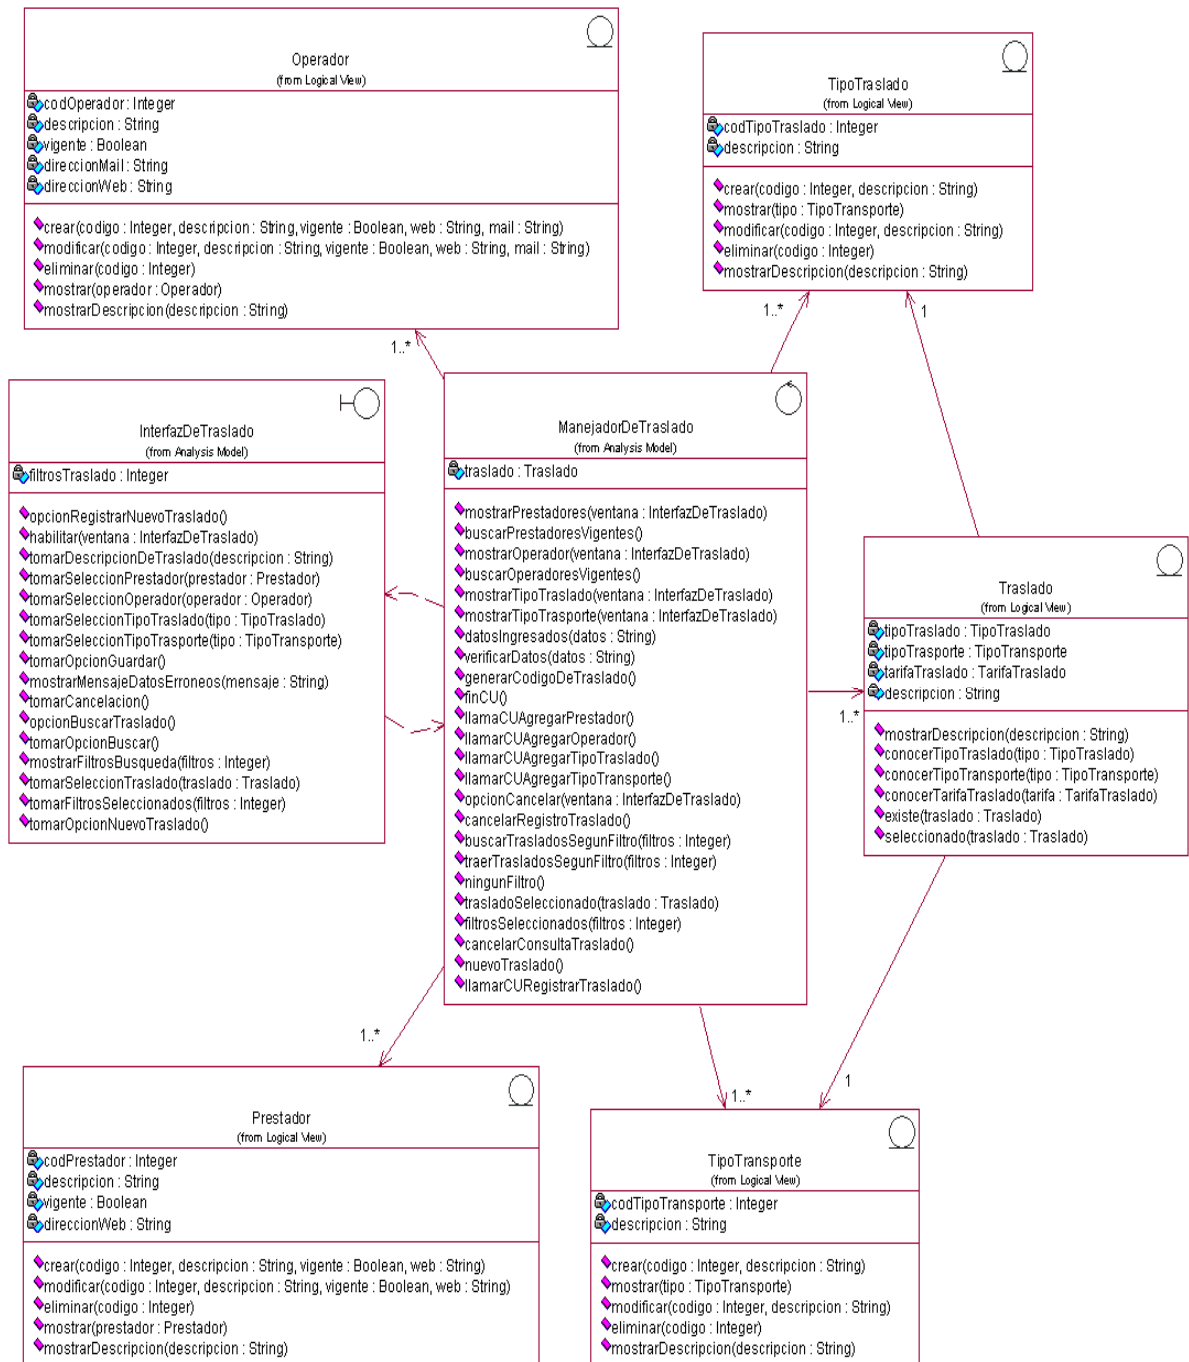 Operador
(from Logical View)
codOperador : Integer
descripcion : String
vigente : Boolean
direccionMail : String
direccionWeb : String
crear(codigo : Integer, descripcion : String, vigente : Boolean, web : String, mail : String)
modificar(codigo : Integer, descripcion : String, vigente : Boolean, web : String, mail : String)
eliminar(codigo : Integer)
mostrar(operador : Operador)
mostrarDescripcion(descripcion : String)
TipoTraslado
(from Logical View)
codTipoTraslado : Integer
descripcion : String
crear(codigo : Integer, descripcion : String)
mostrar(tipo : TipoTransporte)
modificar(codigo : Integer, descripcion : String)
eliminar(codigo : Integer)
mostrarDescripcion(descripcion : String)
1..*
1..*
1
InterfazDeTraslado
(from Analysis Model)
filtrosTraslado : Integer
opcionRegistrarNuevoTraslado()
habilitar(ventana : InterfazDeTraslado)
tomarDescripcionDeTraslado(descripcion : String)
tomarSeleccionPrestador(prestador : Prestador)
tomarSeleccionOperador(operador : Operador)
tomarSeleccionTipoTraslado(tipo : TipoTraslado)
tomarSeleccionTipoTrasporte(tipo : TipoTransporte)
tomarOpcionGuardar()
mostrarMensajeDatosErroneos(mensaje : String)
tomarCancelacion()
opcionBuscarTraslado()
tomarOpcionBuscar()
mostrarFiltrosBusqueda(filtros : Integer)
tomarSeleccionTraslado(traslado : Traslado)
tomarFiltrosSeleccionados(filtros : Integer)
tomarOpcionNuevoTraslado()
ManejadorDeTraslado
(from Analysis Model)
traslado : Traslado
mostrarPrestadores(ventana : InterfazDeTraslado)
buscarPrestadoresVigentes()
mostrarOperador(ventana : InterfazDeTraslado)
buscarOperadoresVigentes()
mostrarTipoTraslado(ventana : InterfazDeTraslado)
mostrarTipoTrasporte(ventana : InterfazDeTraslado)
datosIngresados(datos : String)
verificarDatos(datos : String)
generarCodigoDeTraslado()
finCU()
llamaCUAgregarPrestador()
llamarCUAgregarOperador()
llamarCUAgregarTipoTraslado()
llamarCUAgregarTipoTransporte()
opcionCancelar(ventana : InterfazDeTraslado)
cancelarRegistroTraslado()
buscarTrasladosSegunFiltro(filtros : Integer)
traerTrasladosSegunFiltro(filtros : Integer)
ningunFiltro()
trasladoSeleccionado(traslado : Traslado)
filtrosSeleccionados(filtros : Integer)
cancelarConsultaTraslado()
nuevoTraslado()
llamarCURegistrarTraslado()
Traslado
(from Logical View)
tipoTraslado : TipoTraslado
tipoTrasporte : TipoTransporte
tarifaTraslado : TarifaTraslado
descripcion : String
mostrarDescripcion(descripcion : String)
conocerTipoTraslado(tipo : TipoTraslado)
conocerTipoTransporte(tipo : TipoTransporte)
conocerTarifaTraslado(tarifa : TarifaTraslado)
existe(traslado : Traslado)
seleccionado(traslado : Traslado)
1..*
1..*
1..*
1
Prestador
(from Logical View)
codPrestador : Integer
descripcion : String
vigente : Boolean
direccionWeb : String
crear(codigo : Integer, descripcion : String, vigente : Boolean, web : String)
modificar(codigo : Integer, descripcion : String, vigente : Boolean, web : String)
eliminar(codigo : Integer)
mostrar(prestador : Prestador)
mostrarDescripcion(descripcion : String)
TipoTransporte
(from Logical View)
codTipoTransporte : Integer
descripcion : String
crear(codigo : Integer, descripcion : String)
mostrar(tipo : TipoTransporte)
modificar(codigo : Integer, descripcion : String)
eliminar(codigo : Integer)
mostrarDescripcion(descripcion : String)